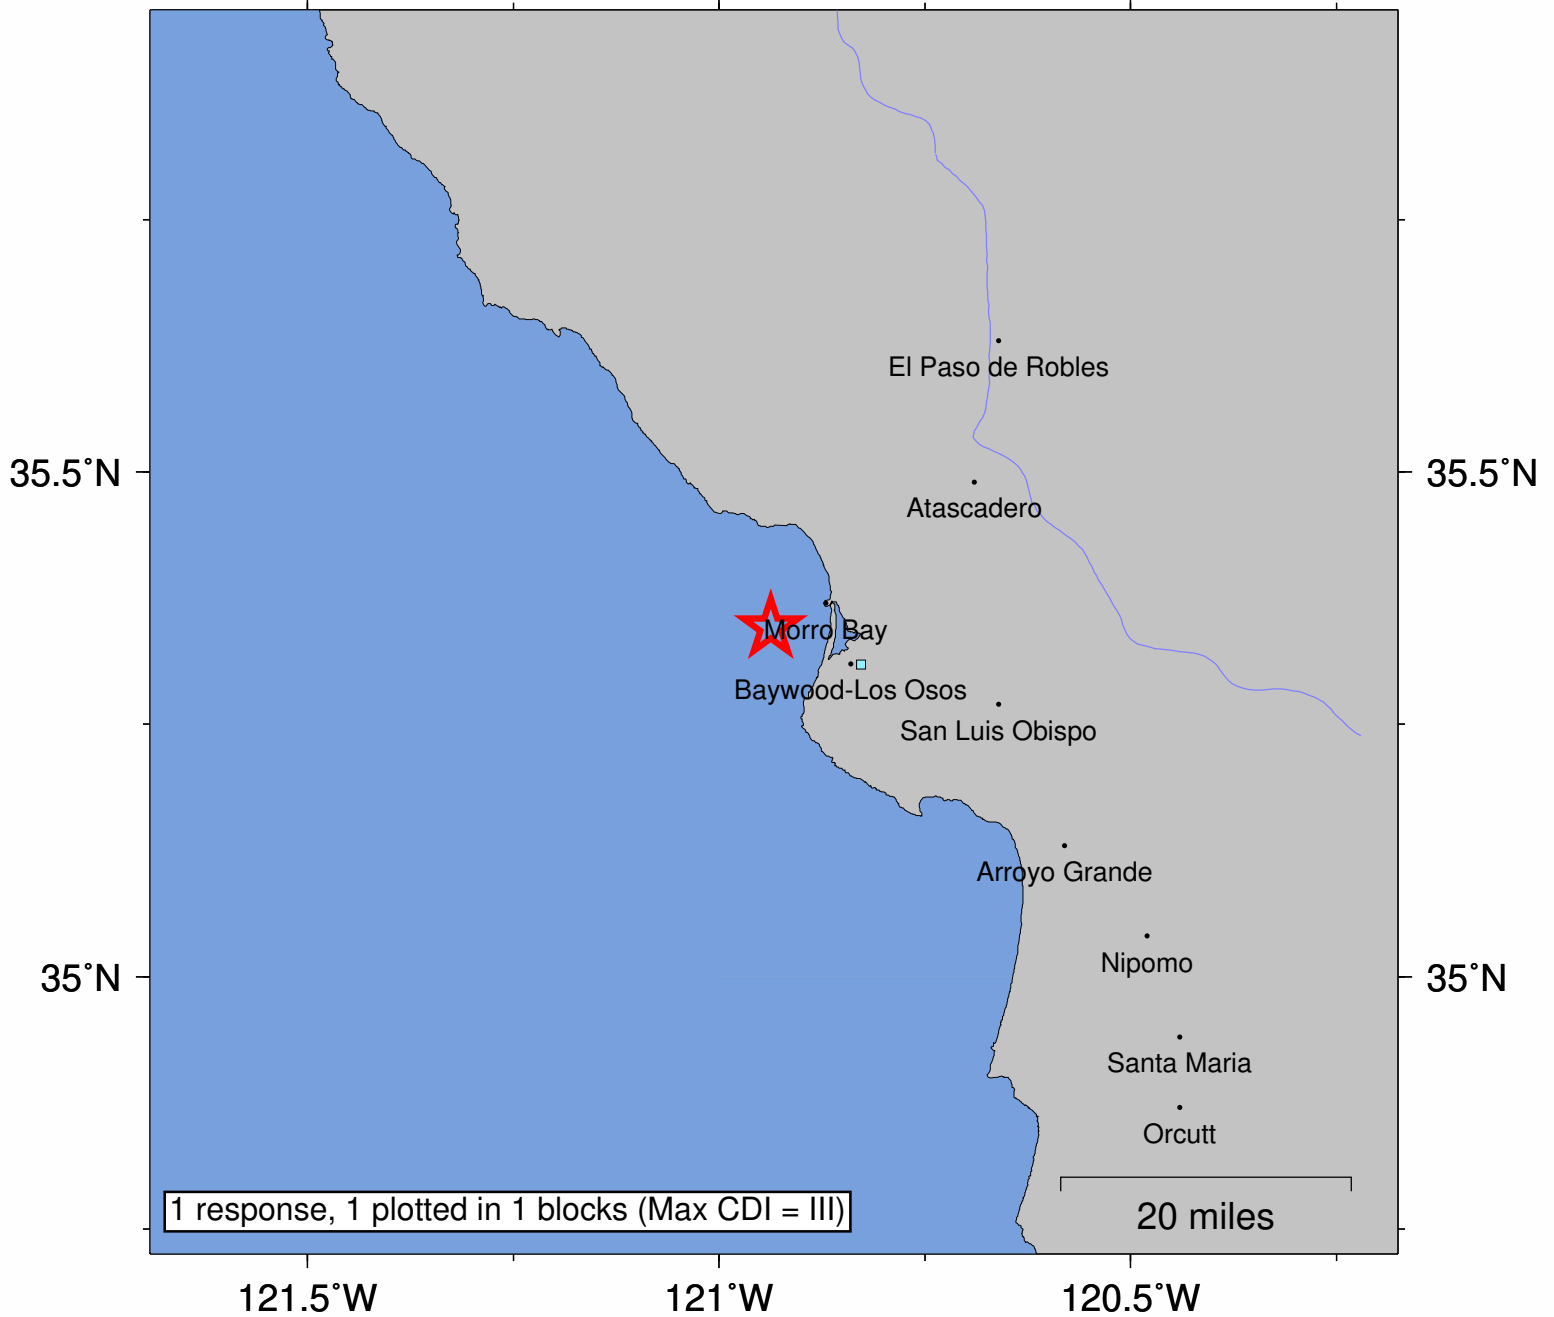 El Paso de Robles
35.5˚N
35.5˚N
Atascadero
Morro Bay
Baywood-Los Osos
San Luis Obispo
Arroyo Grande
Nipomo
35˚N
35˚N
Santa Maria
Orcutt
1 response, 1 plotted in 1 blocks (Max CDI = III)
20 miles
121.5˚W
121˚W
120.5˚W